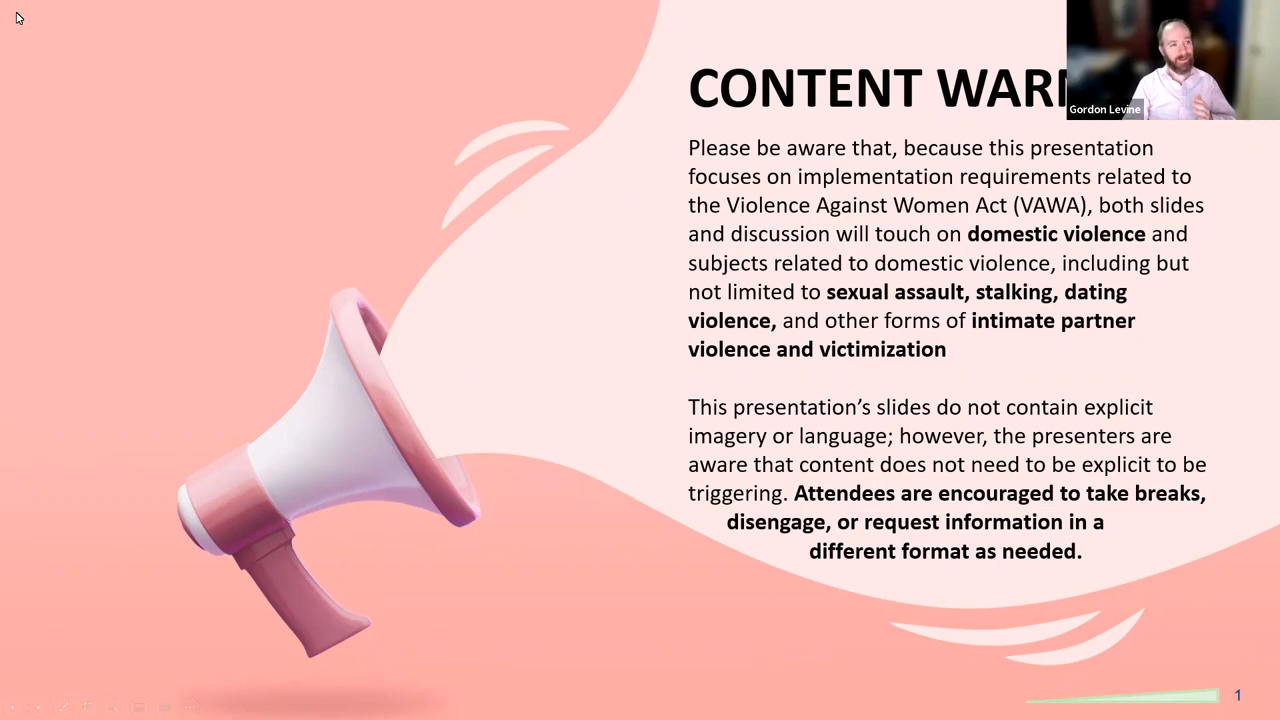 CONTENT WAR
Gordon Levine
Please be aware that, because this presentation
focuses on implementation requirements related to
the Violence Against Women Act (VAWA), both slides
and discussion will touch on domestic violence and
subjects related to domestic violence, including but
not limited to sexual assault, stalking, dating
violence, and other forms of intimate partner
violence and victimization
This presentation’s slides do not contain explicit
imagery or language; however, the presenters are
aware that content does not need to be explicit to be
triggering. Attendees are encouraged to take breaks,
disengage, or request information in a
different format as needed.
1